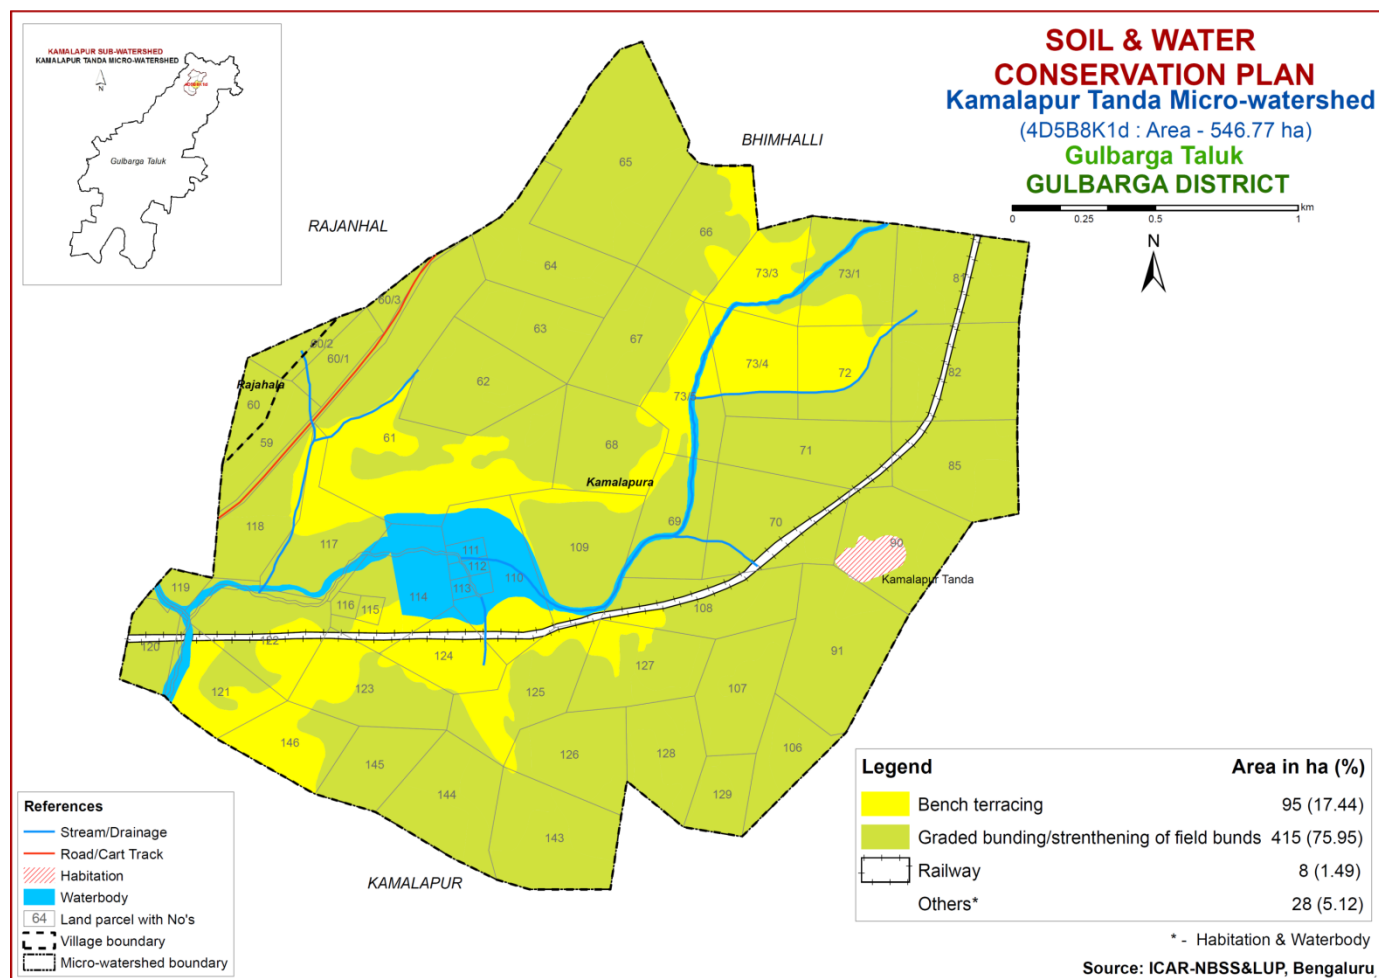 KAMALAPUR SUB-WATERSHED
KAMALAPUR TANDA MICRO-WATERSHED
N
Gulbarga Taluk
SOIL & WATER
CONSERVATION PLAN
Kamalapur Tanda Micro-watershed
(4D5B8K1d : Area - 546.77 ha)
Gulbarga Taluk
GULBARGA DISTRICT
km
0 0.25 0.5 1
N
BHIMHALLI
RAJANHAL
65
66
64
73/3
73/1
81
60/3
63
67
60/2
60/1
62
73/4
72
82
Rajahala
60
73/
59
61
68
71
85
Kamalapura
118
117
69
70
109
90
111
112
110
113
114
Kamalapur Tanda
119
116
115
108
120
122
124
127
91
121
123
125
107
146
145
126
128
106
144
129
143
KAMALAPUR
References
Stream/Drainage
Road/Cart Track
Habitation
Waterbody
64 Land parcel with No's
Village boundary
Micro-watershed boundary
Legend Area in ha (%)
Bench terracing 95 (17.44)
Graded bunding/strenthening of field bunds 415 (75.95)
Railway 8 (1.49)
Others* 28 (5.12)
* - Habitation & Waterbody
Source: ICAR-NBSS&LUP, Bengaluru